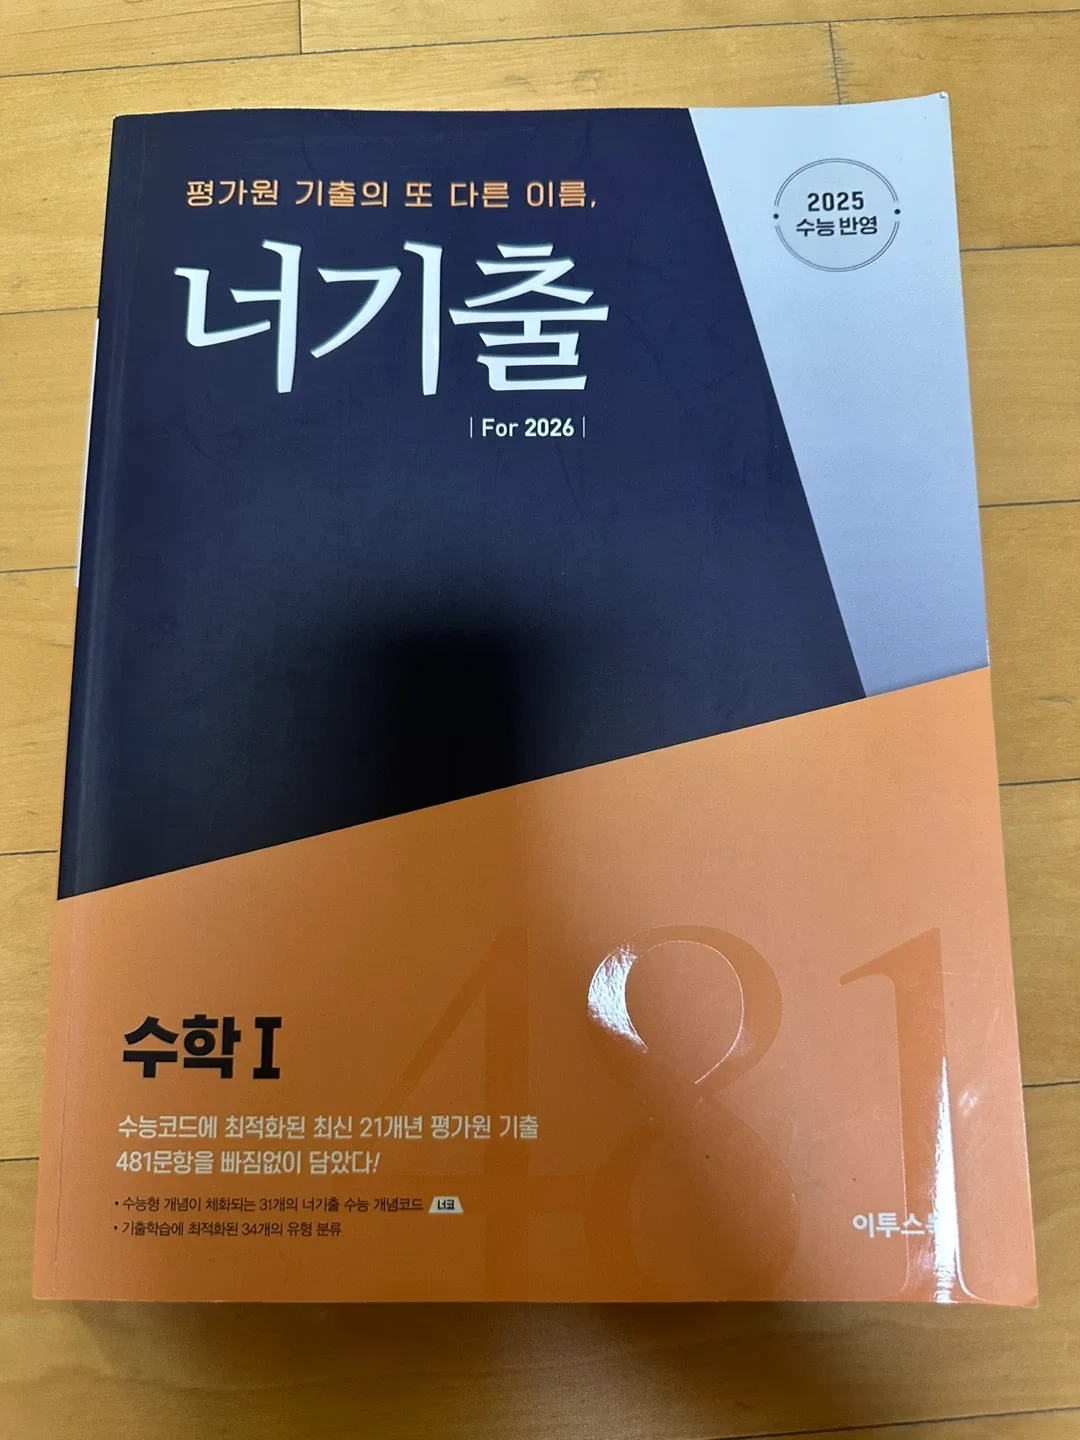 평가원 기출의 또 다른 이름,
너기출
For 2026
2025
수능 반영
481
수학 I
수능코드에 최적화된 최신 21개년 평가원 기출
481문항을 빠짐없이 담았다!
• 수능형 개념이 체화되는 31개의 너기출 수능 개념코드 너코
• 기출학습에 최적화된 34개의 유형 분류
이투스북